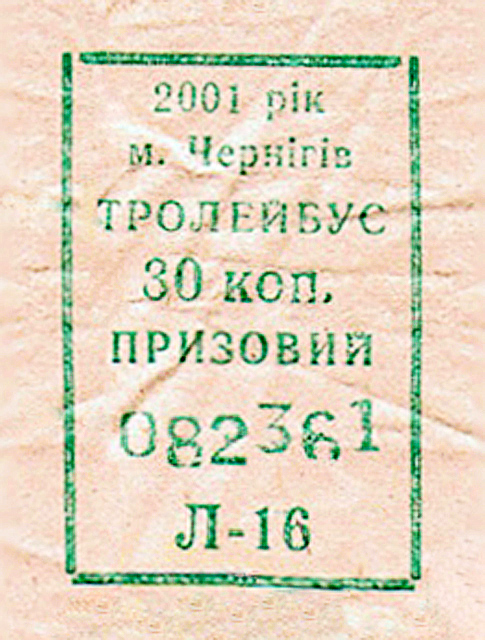 2001 рік
м. Чернігів
ТРОЛЕЙБУС
30 коп.
ПРИЗОВИЙ
082361
Л-16